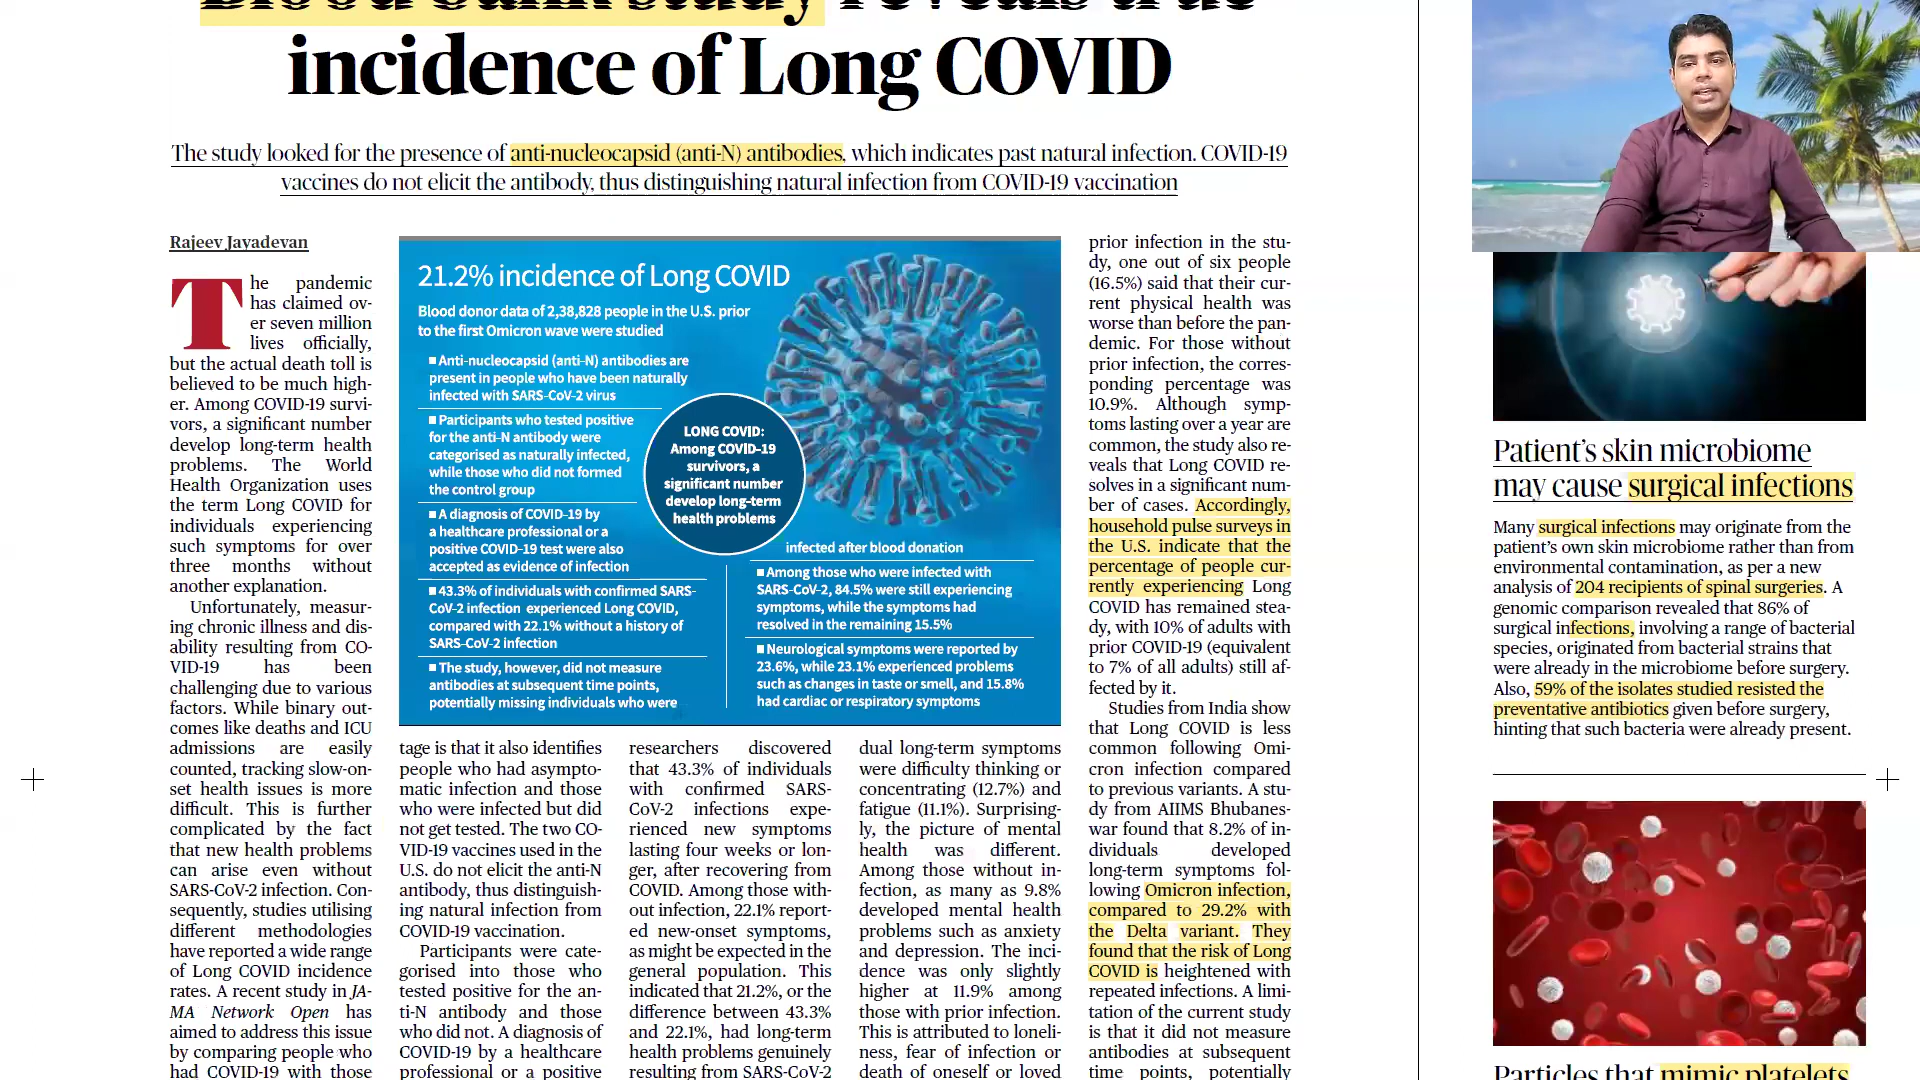 Blood bank study reveals true
incidence of Long COVID
The study looked for the presence of anti-nucleocapsid (anti-N) antibodies, which indicates past natural infection. COVID-19
vaccines do not elicit the antibody, thus distinguishing natural infection from COVID-19 vaccination
Rajeev Jayadevan
The pandemic
has claimed ov-
er seven million
lives officially,
but the actual death toll is
believed to be much high-
er. Among COVID-19 survi-
vors, a significant number
develop long-term health
problems. The World
Health Organization uses
the term Long COVID for
individuals experiencing
such symptoms for over
three months without
another explanation.
Unfortunately, measur-
ing chronic illness and dis-
ability resulting from CO-
VID-19 has been
challenging due to various
factors. While binary out-
comes like deaths and ICU
admissions are easily
counted, tracking slow-on-
set health issues is more
difficult. This is further
complicated by the fact
that new health problems
can arise even without
SARS-CoV-2 infection. Con-
sequently, studies utilising
different methodologies
have reported a wide range
of Long COVID incidence
rates. A recent study in JA-
MA Network Open has
aimed to address this issue
by comparing people who
had COVID-19 with those
21.2% incidence of Long COVID
Blood donor data of 2,38,828 people in the U.S. prior
to the first Omicron wave were studied
■ Anti-nucleocapsid (anti-N) antibodies are
present in people who have been naturally
infected with SARS-CoV-2 virus
■ Participants who tested positive
for the anti-N antibody were
categorised as naturally infected,
while those who did not formed
the control group
■ A diagnosis of COVID-19 by
a healthcare professional or a
positive COVID-19 test were also
accepted as evidence of infection
■ 43.3% of individuals with confirmed SARS-
CoV-2 infection experienced Long COVID,
compared with 22.1% without a history of
SARS-CoV-2 infection
■ The study, however, did not measure
antibodies at subsequent time points,
potentially missing individuals who were
LONG COVID:
Among COVID-19
survivors, a
significant number
develop long-term
health problems
infected after blood donation
■ Among those who were infected with
SARS-CoV-2, 84.5% were still experiencing
symptoms, while the symptoms had
resolved in the remaining 15.5%
■ Neurological symptoms were reported by
23.6%, while 23.1% experienced problems
such as changes in taste or smell, and 15.8%
had cardiac or respiratory symptoms
tage is that it also identifies
people who had asympto-
matic infection and those
who were infected but did
not get tested. The two CO-
VID-19 vaccines used in the
U.S. do not elicit the anti-N
antibody, thus distinguish-
ing natural infection from
COVID-19 vaccination.
Participants were cate-
gorised into those who
tested positive for the an-
ti-N antibody and those
who did not. A diagnosis of
COVID-19 by a healthcare
professional or a positive
researchers discovered
that 43.3% of individuals
with confirmed SARS-
CoV-2 infections expe-
rienced new symptoms
lasting four weeks or lon-
ger, after recovering from
COVID. Among those with-
out infection, 22.1% report-
ed new-onset symptoms,
as might be expected in the
general population. This
indicated that 21.2%, or the
difference between 43.3%
and 22.1%, had long-term
health problems genuinely
resulting from SARS-CoV-2
dual long-term symptoms
were difficulty thinking or
concentrating (12.7%) and
fatigue (11.1%). Surprising-
ly, the picture of mental
health was different.
Among those without in-
fection, as many as 9.8%
developed mental health
problems such as anxiety
and depression. The inci-
dence was only slightly
higher at 11.9% among
those with prior infection.
This is attributed to loneli-
ness, fear of infection or
death of oneself or loved
prior infection in the stu-
dy, one out of six people
(16.5%) said that their cur-
rent physical health was
worse than before the pan-
demic. For those without
prior infection, the corres-
ponding percentage was
10.9%. Although symp-
toms lasting over a year are
common, the study also re-
veals that Long COVID re-
solves in a significant num-
ber of cases. Accordingly,
household pulse surveys in
the U.S. indicate that the
percentage of people cur-
rently experiencing Long
COVID has remained stea-
dy, with 10% of adults with
prior COVID-19 (equivalent
to 7% of all adults) still af-
fected by it.
Studies from India show
that Long COVID is less
common following Omi-
cron infection compared
to previous variants. A stu-
dy from AIIMS Bhubanes-
war found that 8.2% of in-
dividuals developed
long-term symptoms fol-
lowing Omicron infection,
compared to 29.2% with
the Delta variant. They
found that the risk of Long
COVID is heightened with
repeated infections. A limi-
tation of the current study
is that it did not measure
antibodies at subsequent
time points, potentially
Patient's skin microbiome
may cause surgical infections
Many surgical infections may originate from the
patient's own skin microbiome rather than from
environmental contamination, as per a new
analysis of 204 recipients of spinal surgeries. A
genomic comparison revealed that 86% of
surgical infections, involving a range of bacterial
species, originated from bacterial strains that
were already in the microbiome before surgery.
Also, 59% of the isolates studied resisted the
preventative antibiotics given before surgery,
hinting that such bacteria were already present.
Particles that mimic platelets